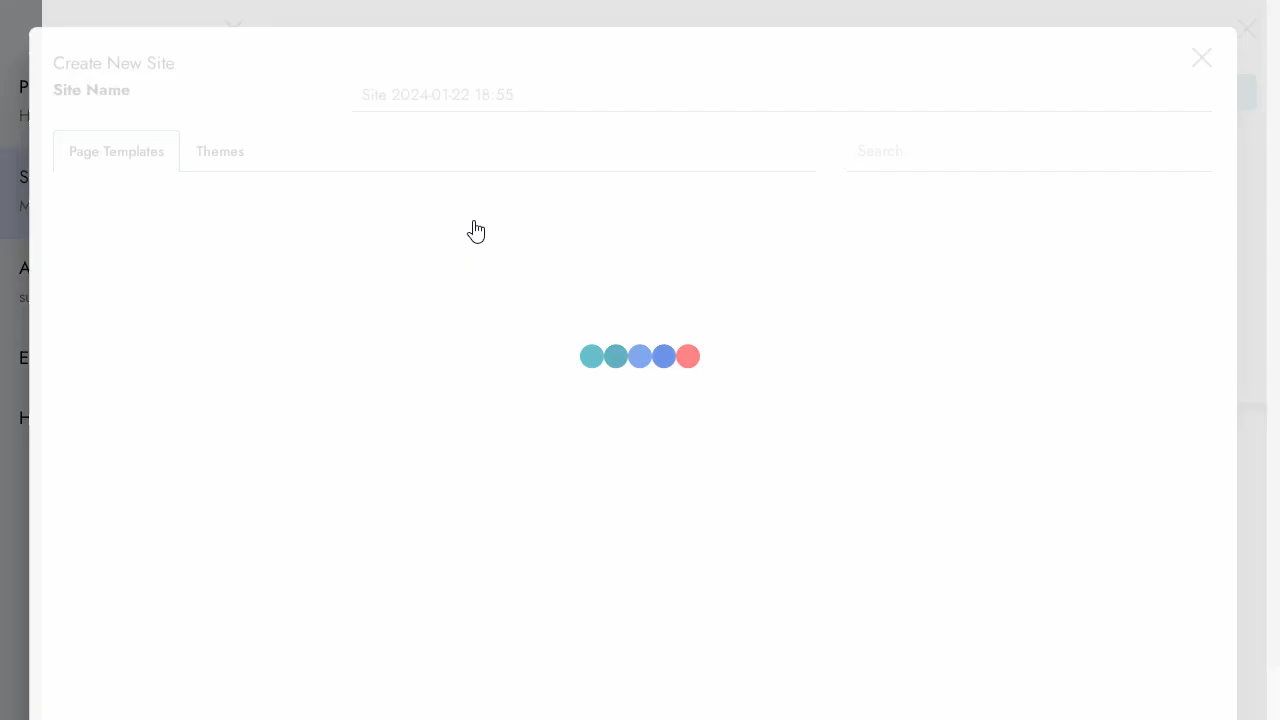 Create New Site
Site Name
Site 2024-01-22 18:55
Page Templates
Themes
Search